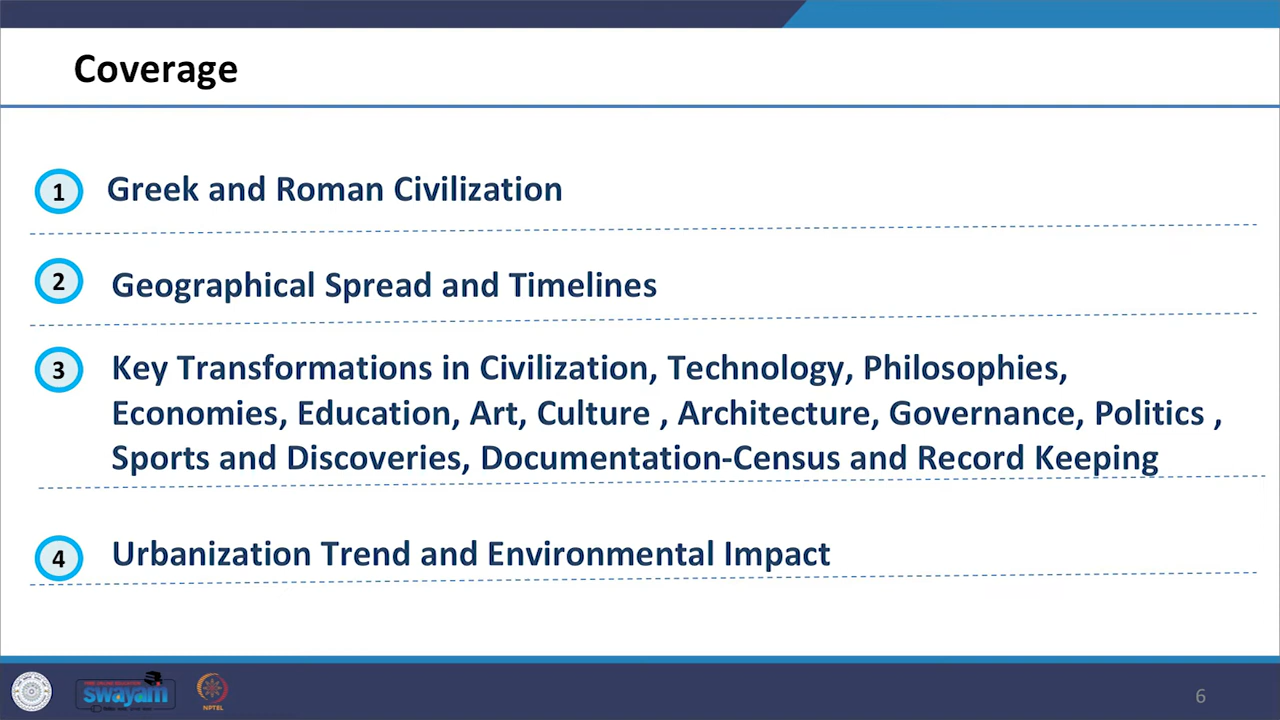 Coverage
1 Greek and Roman Civilization
2 Geographical Spread and Timelines
3 Key Transformations in Civilization, Technology, Philosophies,
Economies, Education, Art, Culture , Architecture, Governance, Politics ,
Sports and Discoveries, Documentation-Census and Record Keeping
4 Urbanization Trend and Environmental Impact
swayam
NPTEL
6